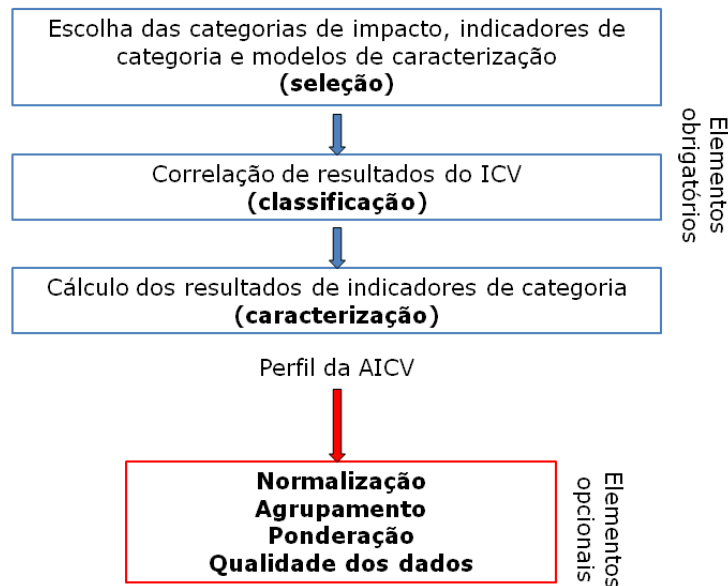 Escolha das categorias de impacto, indicadores de
categoria e modelos de caracterização
(seleção)
Correlação de resultados do ICV
(classificação)
Cálculo dos resultados de indicadores de categoria
(caracterização)
Elementos
obrigatórios
Perfil da AICV
Normalização
Agrupamento
Ponderação
Qualidade dos dados
Elementos
opcionais